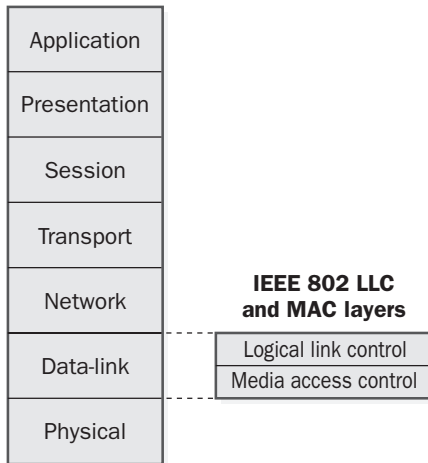 Application
Presentation
Session
Transport
Network
Data-link
Physical
IEEE 802 LLC
and MAC layers
Logical link control
Media access control